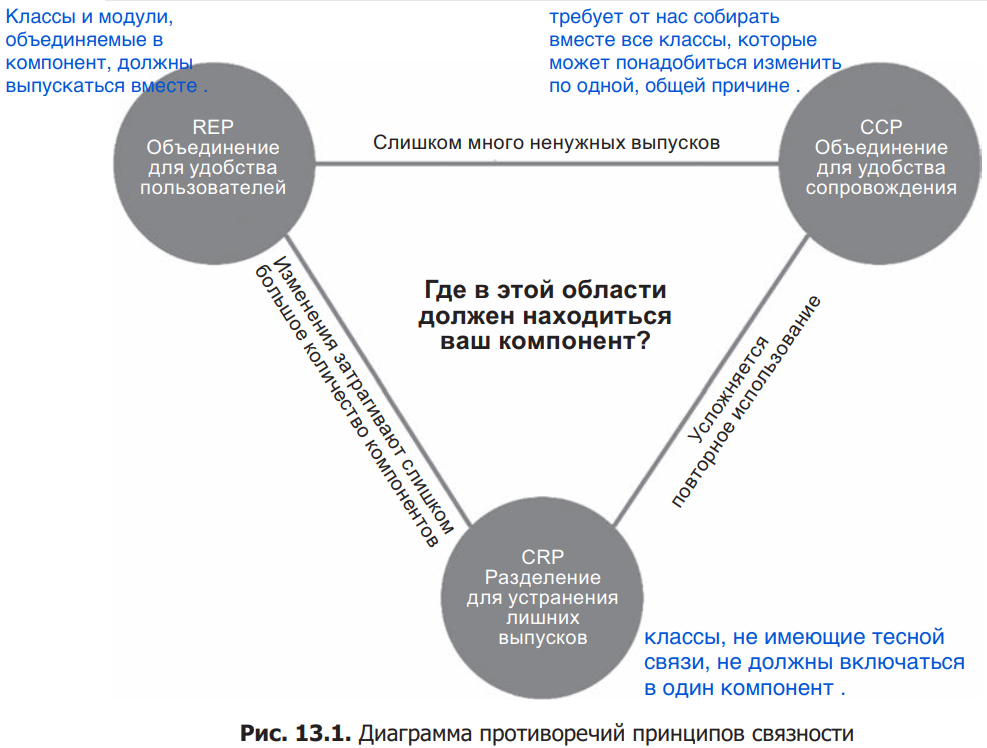 Классы и модули,
объединяемые в
компонент, должны
выпускаться вместе .
требует от нас собирать
вместе все классы, которые
может понадобиться изменить
по одной, общей причине .
REP
Объединение
для удобства
пользователей
Слишком много ненужных выпусков
CCP
Объединение
для удобства
сопровождения
Изменения затрагивают слишком
большое количество компонентов
Где в этой области
должен находиться
ваш компонент?
Усложняется
повторное использование
CRP
Разделение
для устранения
лишних
выпусков
классы, не имеющие тесной
связи, не должны включаться
в один компонент .
Рис. 13.1. Диаграмма противоречий принципов связности